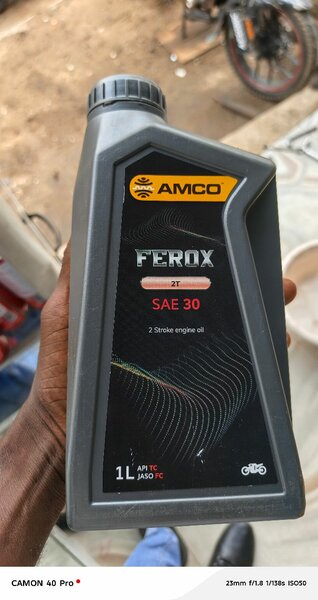 AMCO
FEROX
2T
SAE 30
2 Stroke engine oil
1L API TC
JASO FC
CAMON 40 Pro
23mm f/1.8 1/138s ISO50